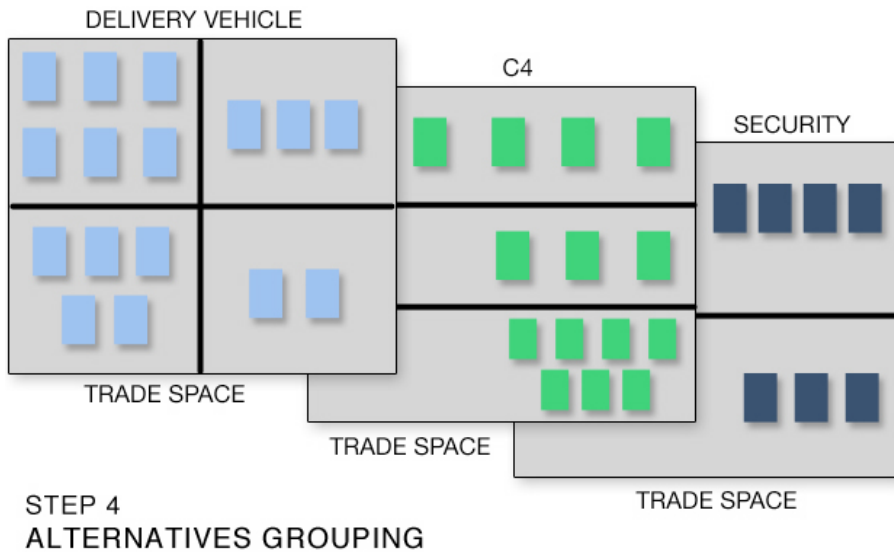 DELIVERY VEHICLE
C4
SECURITY
TRADE SPACE
TRADE SPACE
TRADE SPACE
STEP 4
ALTERNATIVES GROUPING